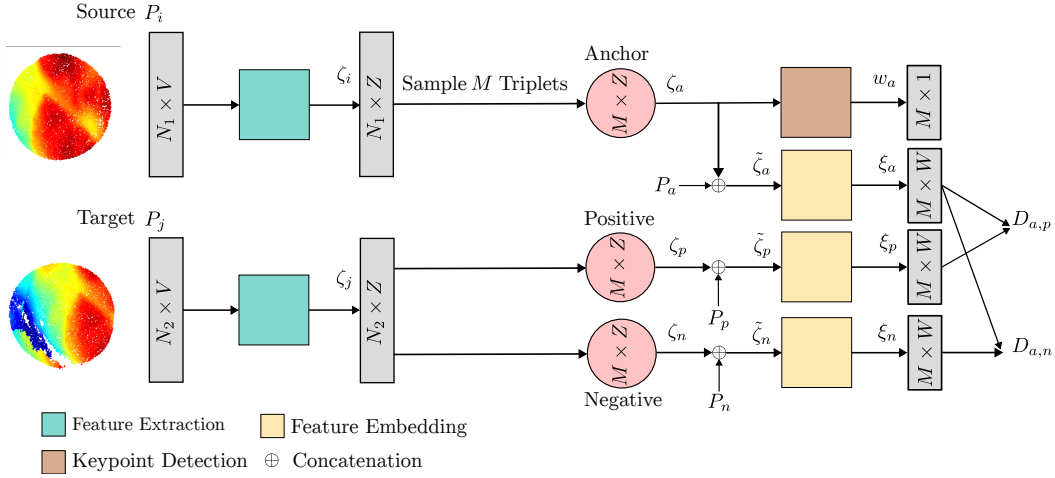 Source P_i
N_1 × V
ζ_i
N_1 × Z
Sample M Triplets
Anchor
M × Z
ζ_a
w_a
M × 1
P_a
ζ̃_a
ξ_a
M × W
D_{a,p}
Target P_j
N_2 × V
ζ_j
N_2 × Z
Positive
M × Z
ζ_p
P_p
ζ̃_p
ξ_p
M × W
M × Z
Negative
ζ_n
P_n
ζ̃_n
ξ_n
M × W
D_{a,n}
Feature Extraction
Feature Embedding
Keypoint Detection
⊕ Concatenation